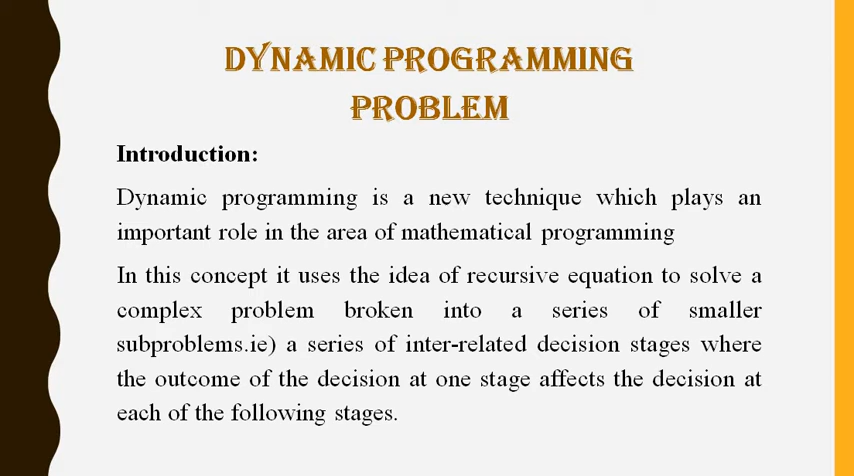 DYNAMIC PROGRAMMING
PROBLEM
Introduction:
Dynamic programming is a new technique which plays an
important role in the area of mathematical programming
In this concept it uses the idea of recursive equation to solve a
complex problem broken into a series of smaller
subproblems.ie) a series of inter-related decision stages where
the outcome of the decision at one stage affects the decision at
each of the following stages.